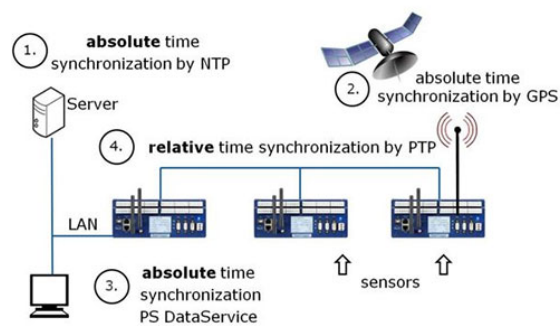 1.
absolute time
synchronization by NTP
Server
2.
absolute time
synchronization by GPS
4.
relative time synchronization by PTP
LAN
3.
absolute time
synchronization
PS DataService
sensors